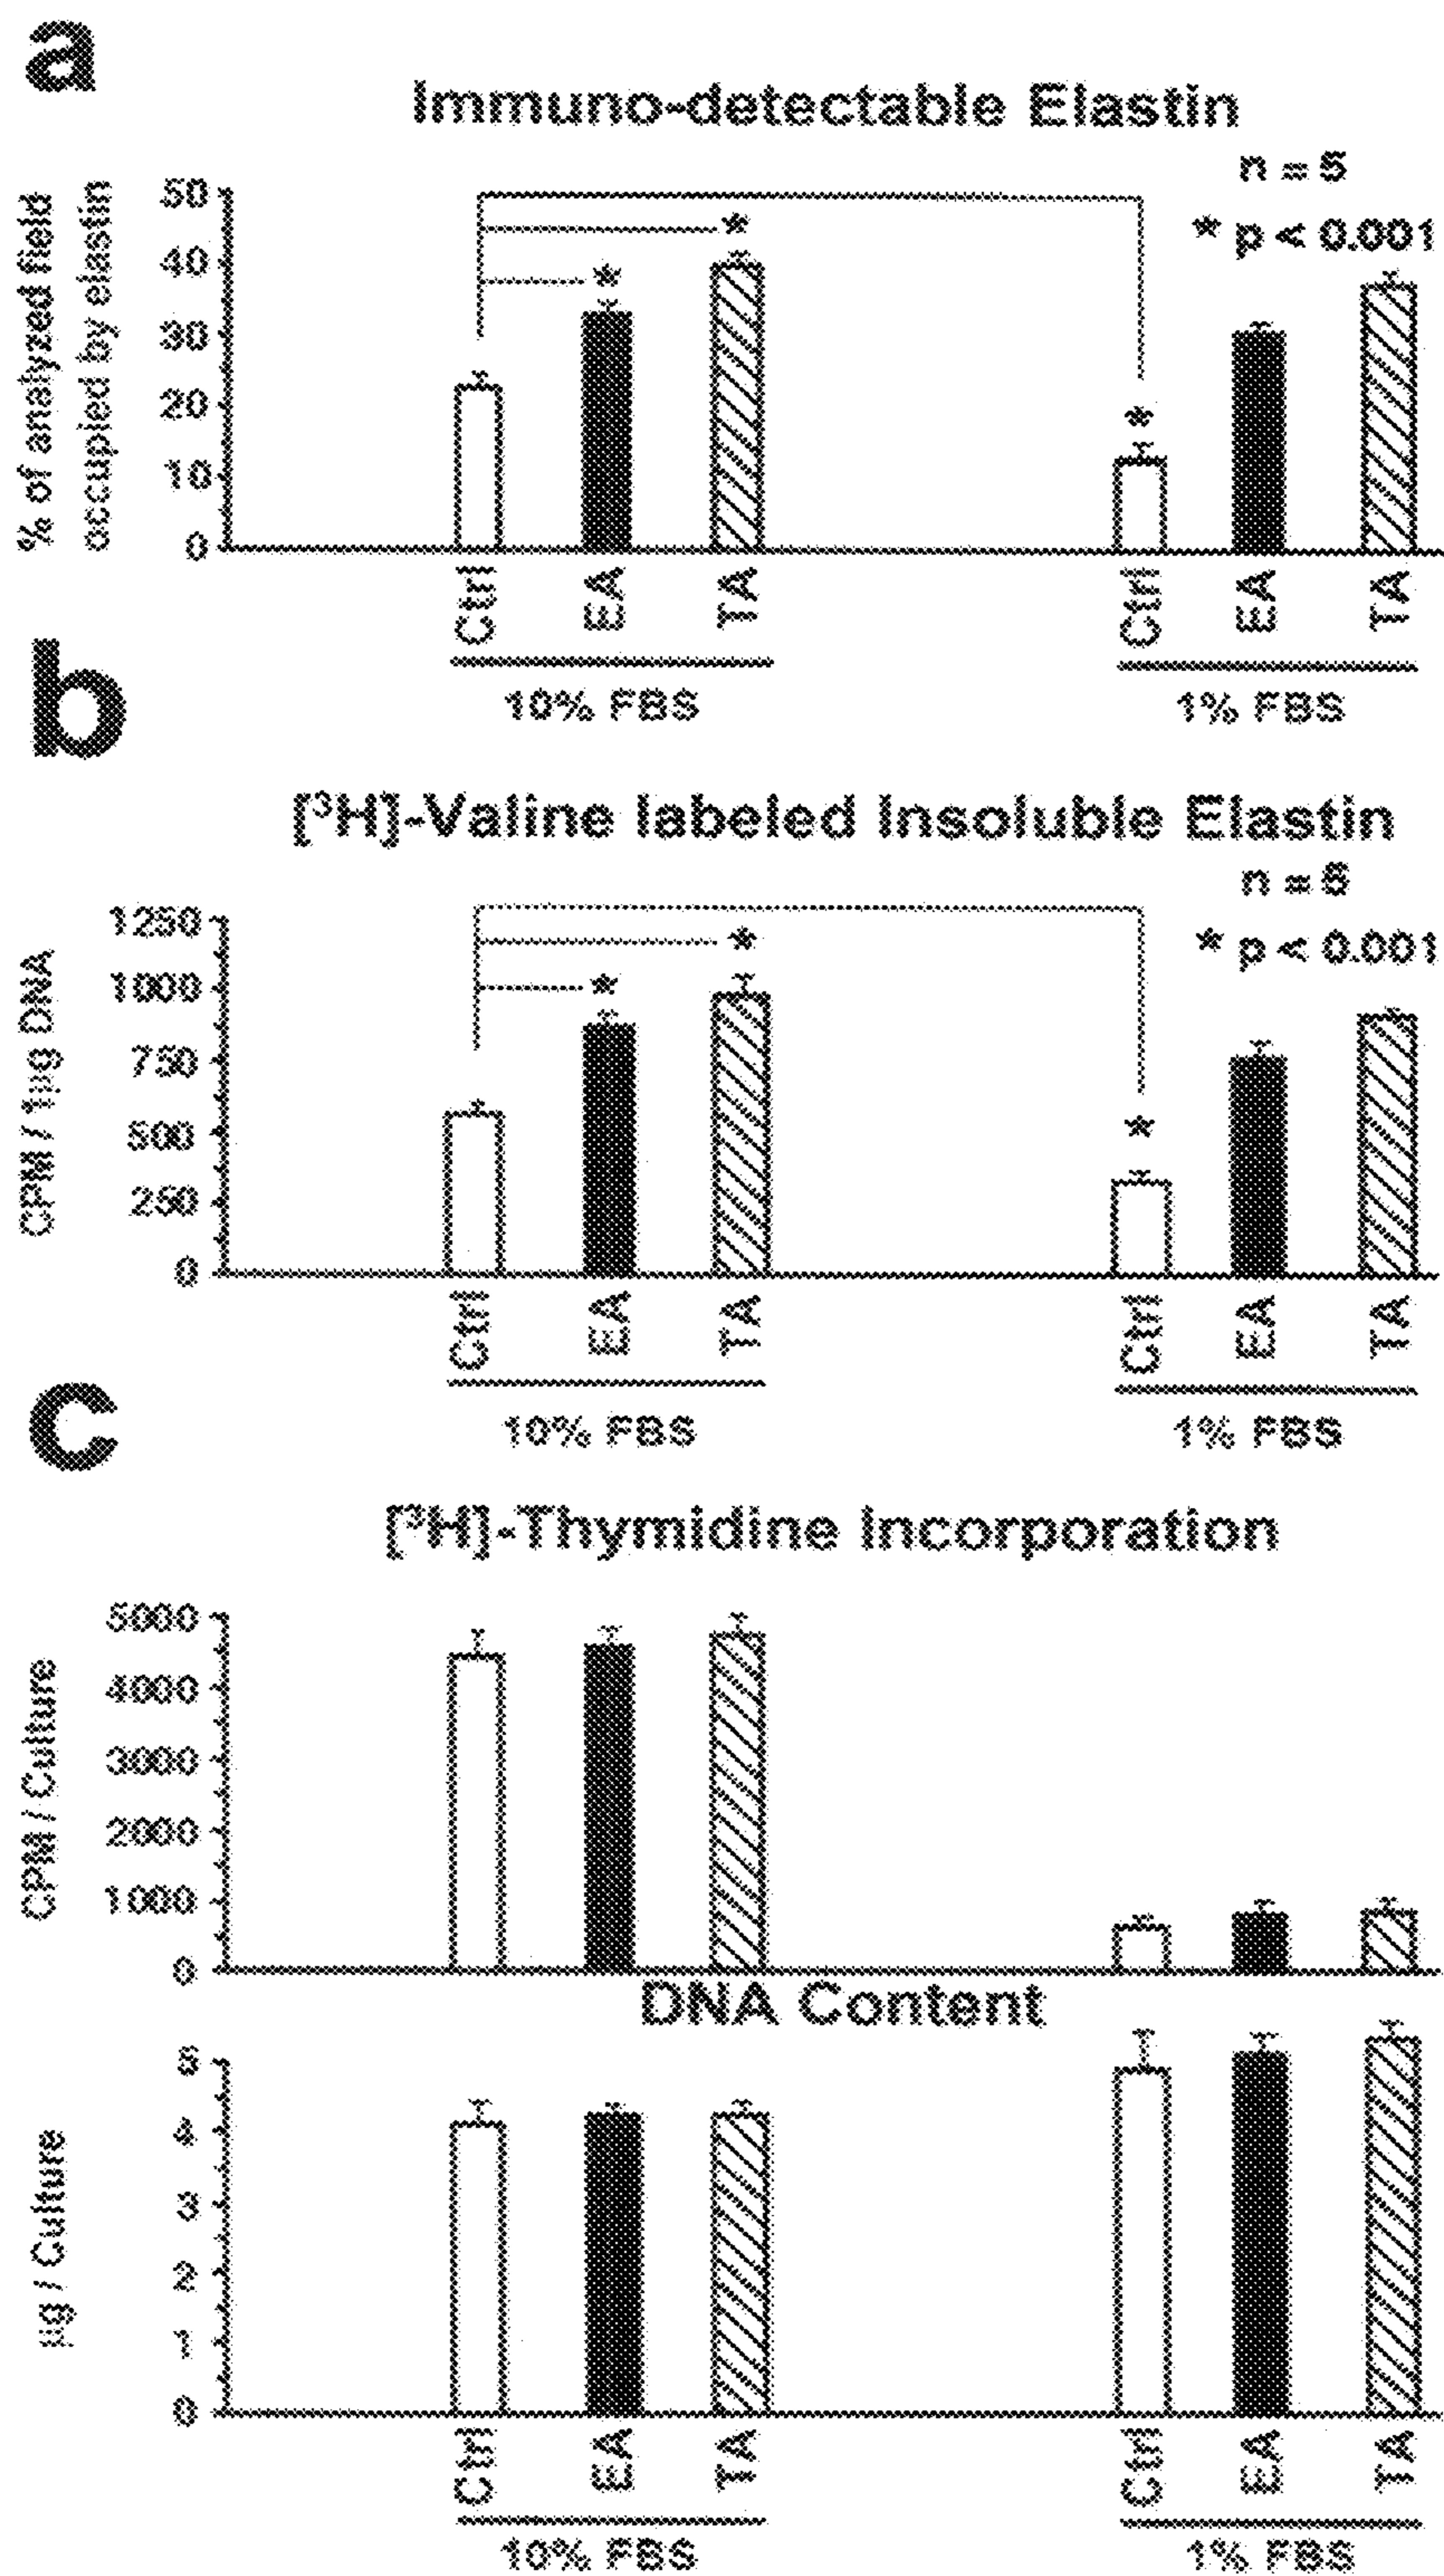 a
Immuno-detectable Elastin
n = 5
* p < 0.001
% of analyzed field
occupied by elastin
50
40
30
20
10
0
*
*
*
Ctrl
EA
TA
Ctrl
EA
TA
10% FBS
1% FBS
b
[³H]-Valine labeled Insoluble Elastin
n = 6
* p < 0.001
CPM / 1µg DNA
1250
1000
750
500
250
0
*
*
*
Ctrl
EA
TA
Ctrl
EA
TA
10% FBS
1% FBS
c
[³H]-Thymidine Incorporation
CPM / Culture
5000
4000
3000
2000
1000
0
DNA Content
µg / Culture
5
4
3
2
1
0
Ctrl
EA
TA
Ctrl
EA
TA
10% FBS
1% FBS